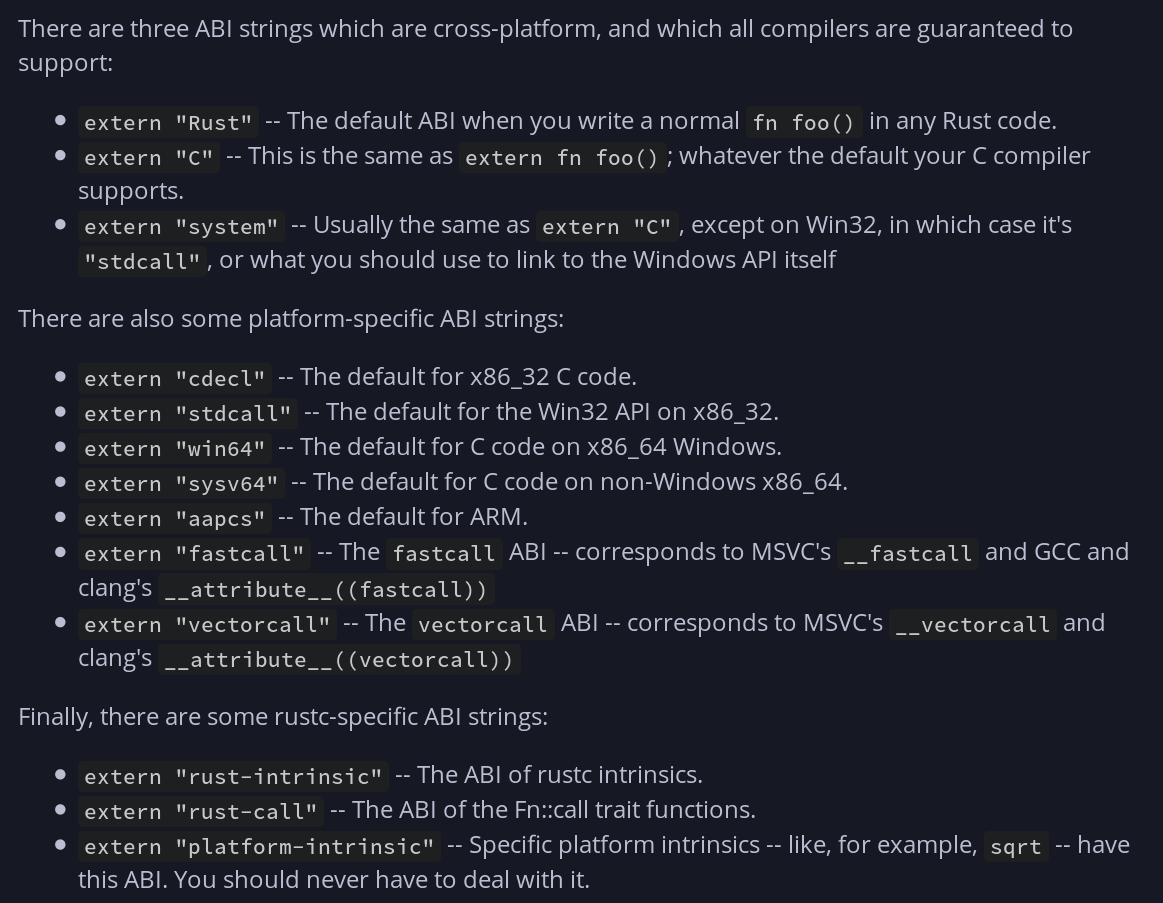 There are three ABI strings which are cross-platform, and which all compilers are guaranteed to
support:
extern "Rust" -- The default ABI when you write a normal fn foo() in any Rust code.
extern "C" -- This is the same as extern fn foo(); whatever the default your C compiler
supports.
extern "system" -- Usually the same as extern "C", except on Win32, in which case it's
"stdcall", or what you should use to link to the Windows API itself
There are also some platform-specific ABI strings:
extern "cdecl" -- The default for x86_32 C code.
extern "stdcall" -- The default for the Win32 API on x86_32.
extern "win64" -- The default for C code on x86_64 Windows.
extern "sysv64" -- The default for C code on non-Windows x86_64.
extern "aapcs" -- The default for ARM.
extern "fastcall" -- The fastcall ABI -- corresponds to MSVC's __fastcall and GCC and
clang's __attribute__((fastcall))
extern "vectorcall" -- The vectorcall ABI -- corresponds to MSVC's __vectorcall and
clang's __attribute__((vectorcall))
Finally, there are some rustc-specific ABI strings:
extern "rust-intrinsic" -- The ABI of rustc intrinsics.
extern "rust-call" -- The ABI of the Fn::call trait functions.
extern "platform-intrinsic" -- Specific platform intrinsics -- like, for example, sqrt -- have
this ABI. You should never have to deal with it.